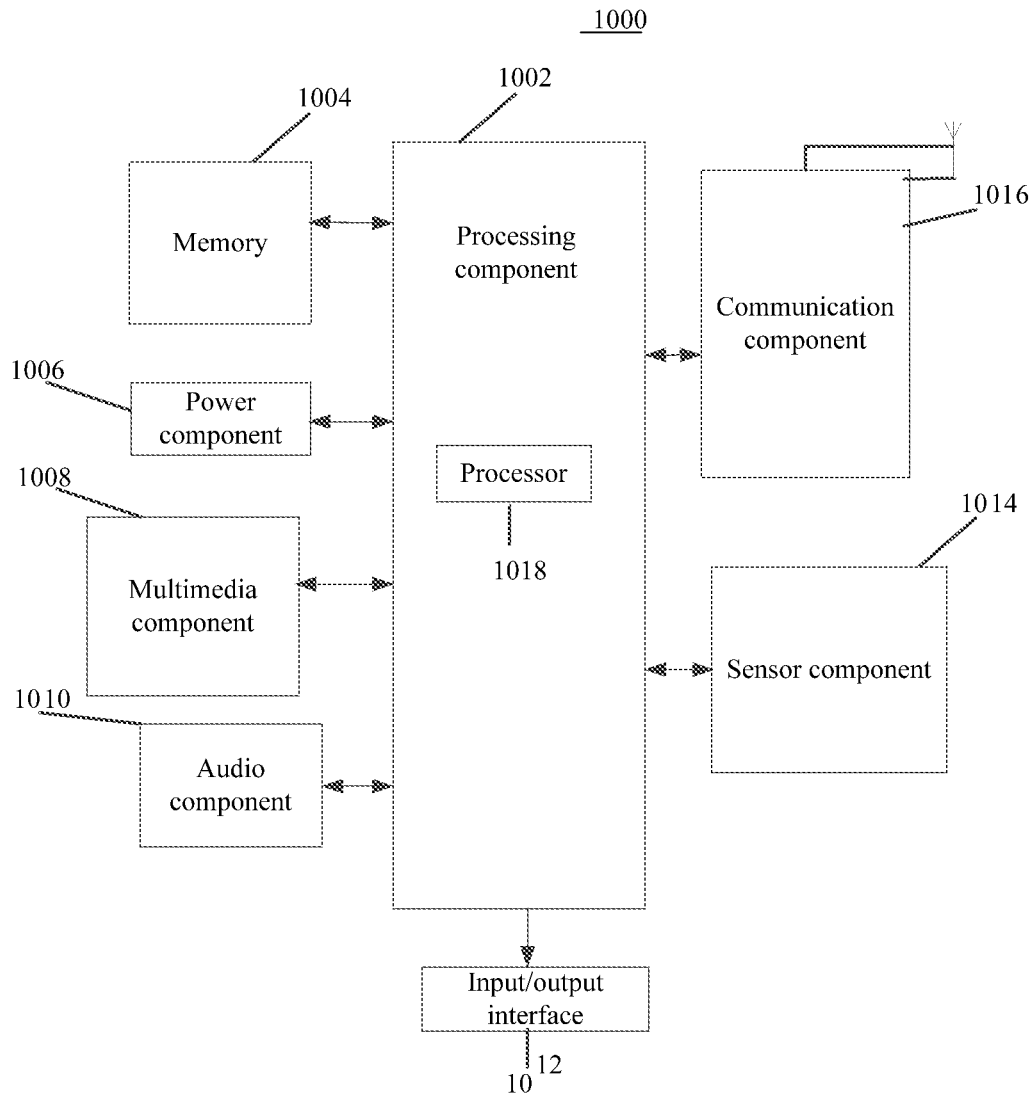 1000
1002
1004
Memory
Processing
component
1016
Communication
component
1006
Power
component
Processor
1018
1008
Multimedia
component
1014
Sensor component
1010
Audio
component
Input/output
interface
10 12